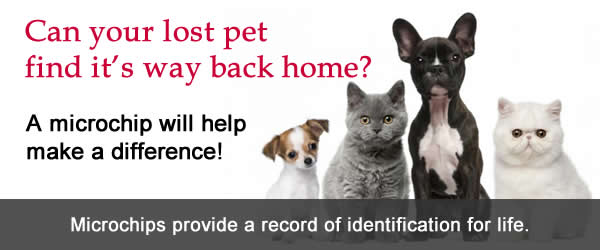 Can your lost pet
find it’s way back home?
A microchip will help
make a difference!
Microchips provide a record of identification for life.